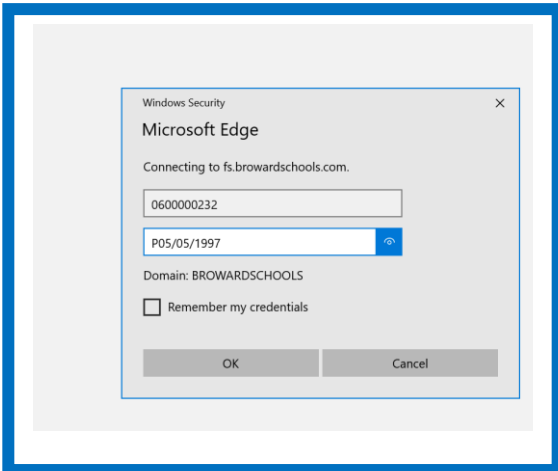 Windows Security
Microsoft Edge
Connecting to fs.browardschools.com.
0600000232
P05/05/1997
Domain: BROWARDSCHOOLS
Remember my credentials
OK Cancel